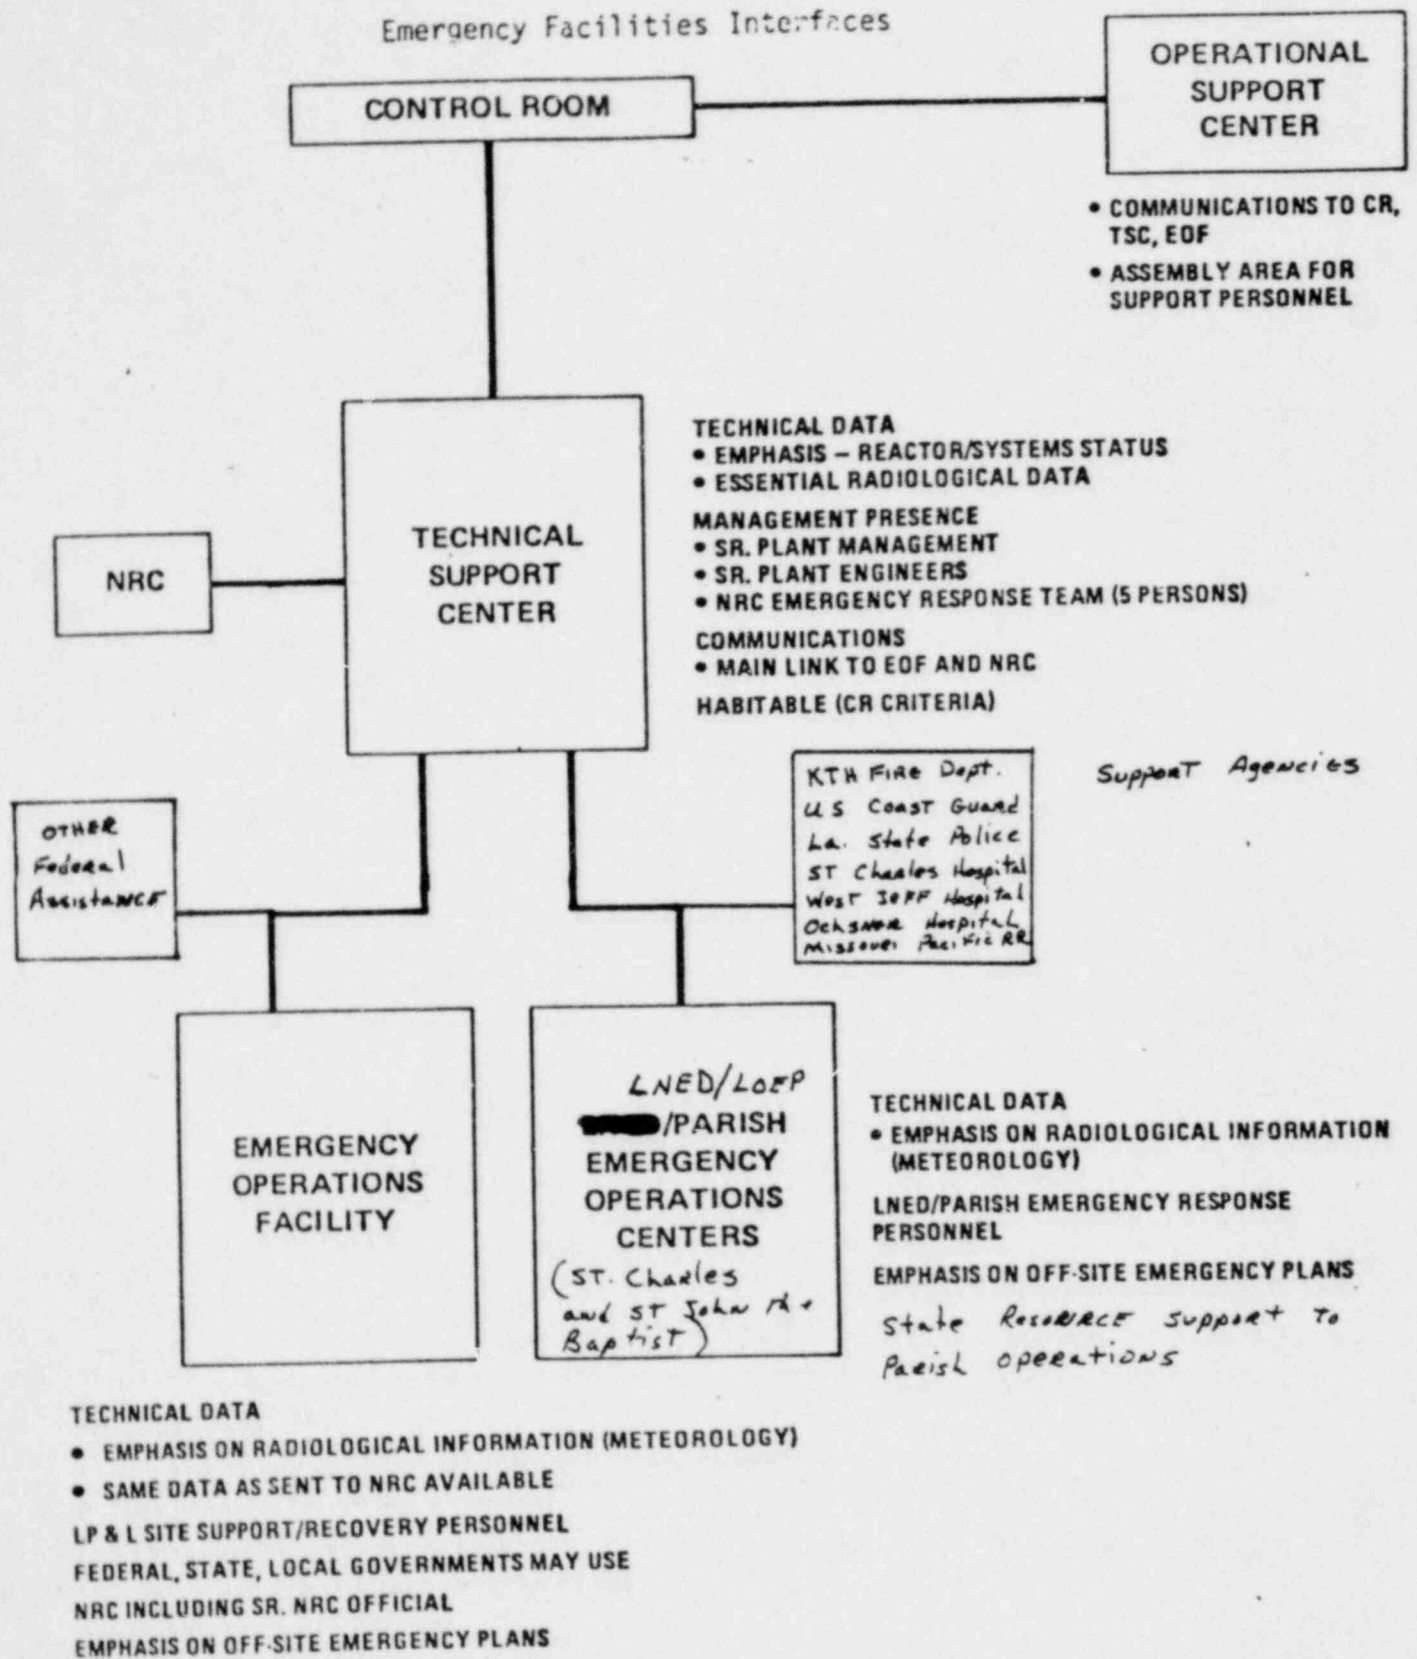 Emergency Facilities Interfaces
CONTROL ROOM
OPERATIONAL
SUPPORT
CENTER
• COMMUNICATIONS TO CR,
TSC, EOF
• ASSEMBLY AREA FOR
SUPPORT PERSONNEL
TECHNICAL
SUPPORT
CENTER
NRC
TECHNICAL DATA
• EMPHASIS – REACTOR/SYSTEMS STATUS
• ESSENTIAL RADIOLOGICAL DATA
MANAGEMENT PRESENCE
• SR. PLANT MANAGEMENT
• SR. PLANT ENGINEERS
• NRC EMERGENCY RESPONSE TEAM (5 PERSONS)
COMMUNICATIONS
• MAIN LINK TO EOF AND NRC
HABITABLE (CR CRITERIA)
OTHER
Federal
Assistance
KTH Fire Dept.
US Coast Guard
La. State Police
ST Charles Hospital
West Jeff Hospital
Ochsner Hospital
Missouri Pacific RR
Support Agencies
EMERGENCY
OPERATIONS
FACILITY
LNED/LOEP
/PARISH
EMERGENCY
OPERATIONS
CENTERS
(ST. Charles
and ST John the
Baptist)
TECHNICAL DATA
• EMPHASIS ON RADIOLOGICAL INFORMATION
(METEOROLOGY)
LNED/PARISH EMERGENCY RESPONSE
PERSONNEL
EMPHASIS ON OFF-SITE EMERGENCY PLANS
State Resource Support To
Parish Operations
TECHNICAL DATA
• EMPHASIS ON RADIOLOGICAL INFORMATION (METEOROLOGY)
• SAME DATA AS SENT TO NRC AVAILABLE
LP & L SITE SUPPORT/RECOVERY PERSONNEL
FEDERAL, STATE, LOCAL GOVERNMENTS MAY USE
NRC INCLUDING SR. NRC OFFICIAL
EMPHASIS ON OFF-SITE EMERGENCY PLANS